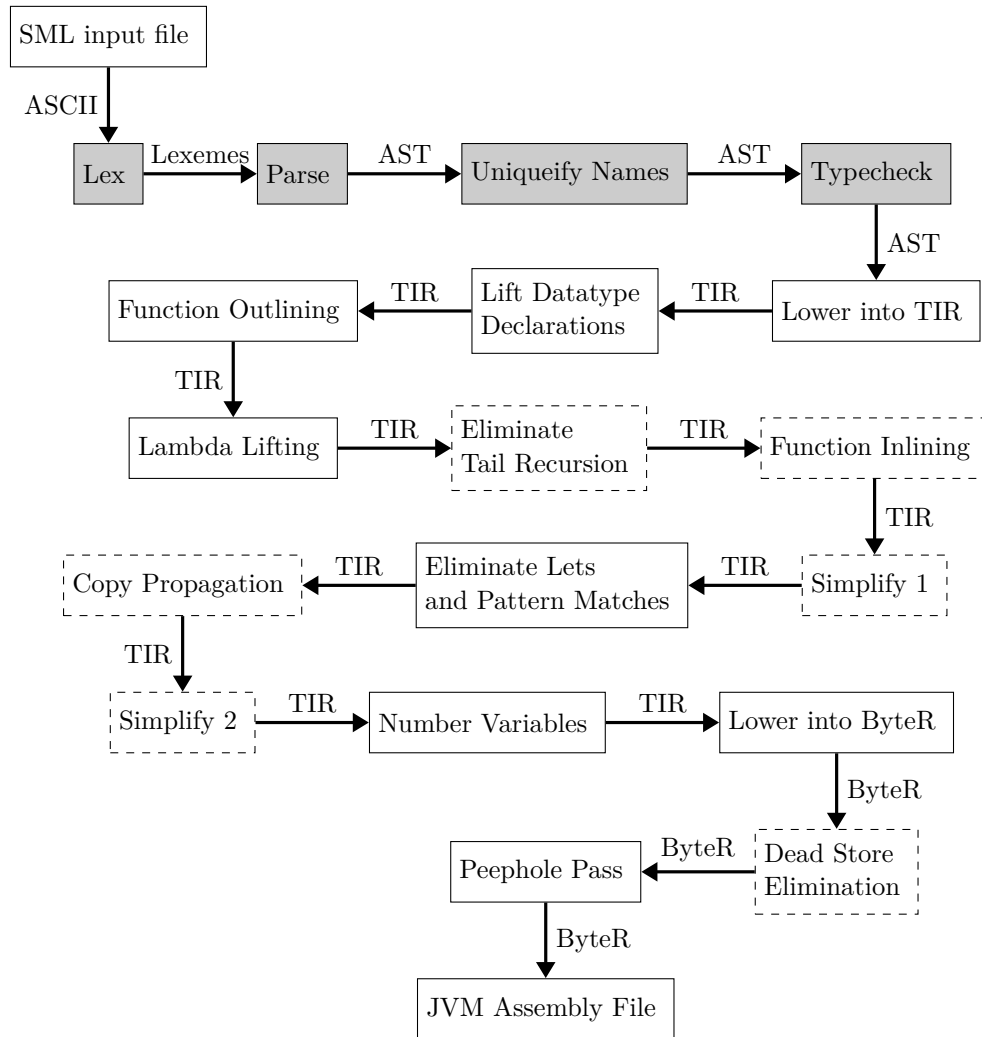 SML input file
ASCII
Lex
Lexemes
Parse
AST
Uniqueify Names
AST
Typecheck
AST
Lower into TIR
TIR
Lift Datatype
Declarations
TIR
Function Outlining
TIR
Lambda Lifting
TIR
Eliminate
Tail Recursion
TIR
Function Inlining
TIR
Simplify 1
TIR
Eliminate Lets
and Pattern Matches
TIR
Copy Propagation
TIR
Simplify 2
TIR
Number Variables
TIR
Lower into ByteR
ByteR
Dead Store
Elimination
ByteR
Peephole Pass
ByteR
JVM Assembly File